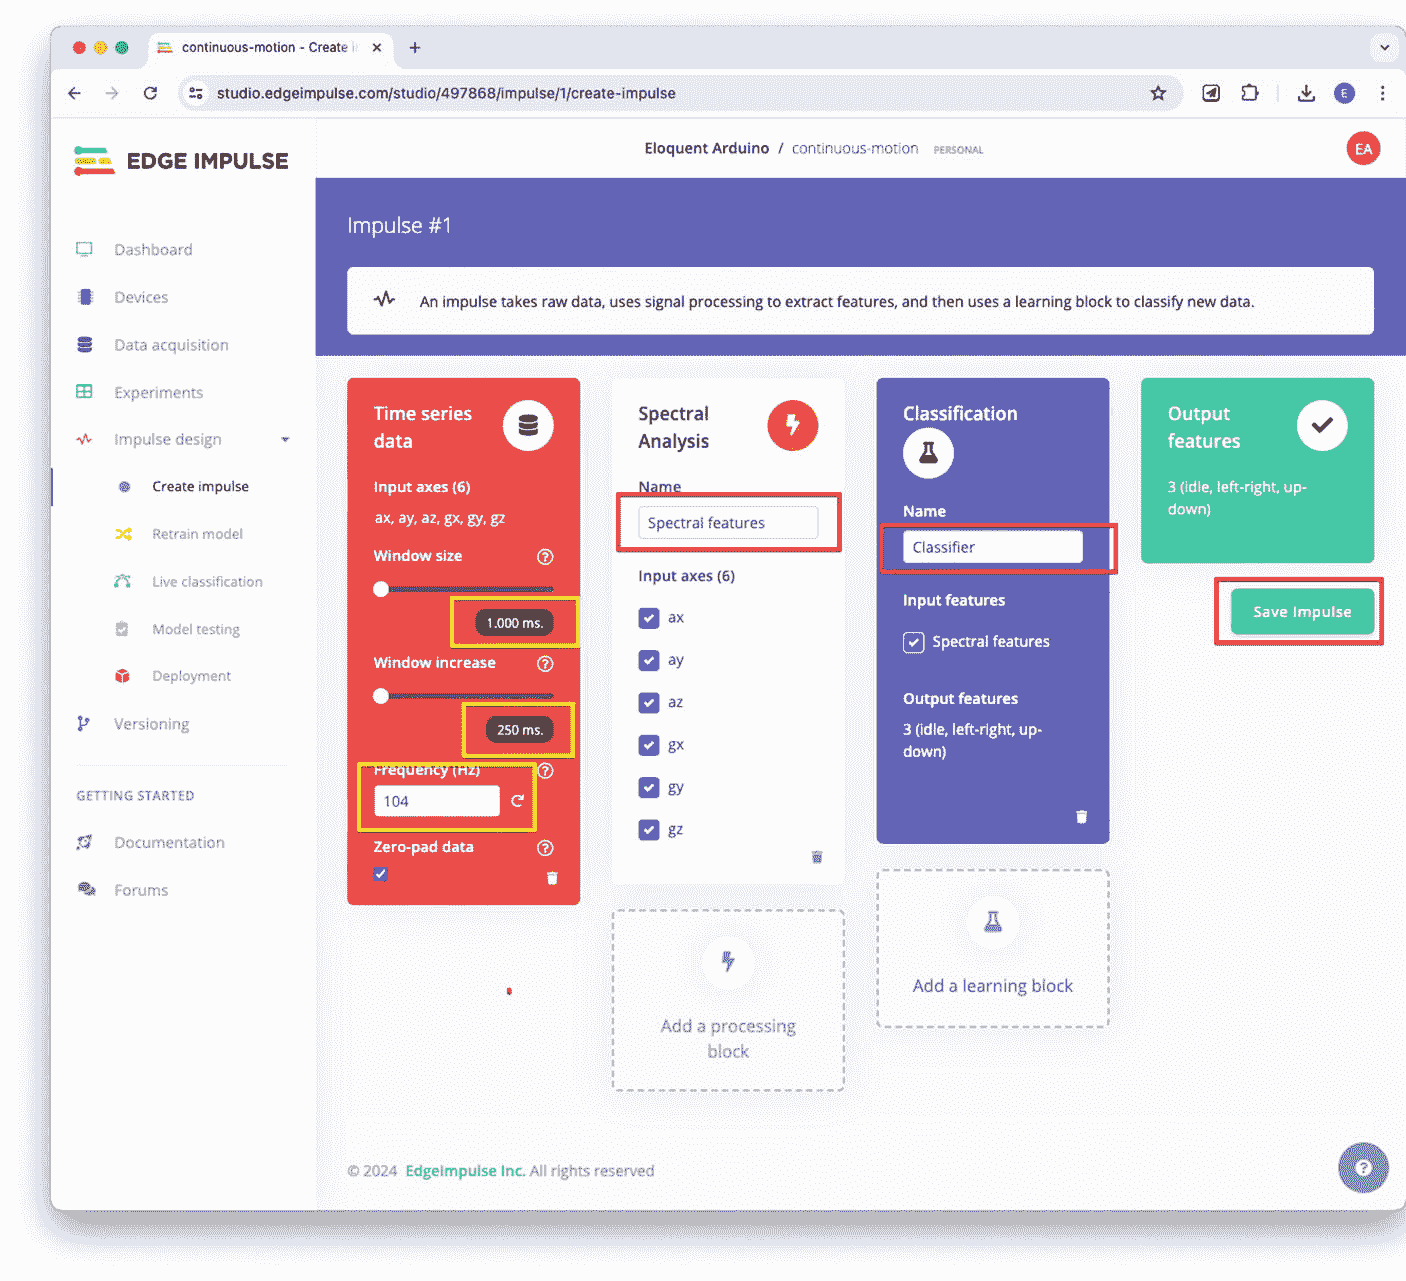 continuous-motion - Create i
studio.edgeimpulse.com/studio/497868/impulse/1/create-impulse
E
EDGE IMPULSE
Eloquent Arduino / continuous-motion PERSONAL
EA
Dashboard
Devices
Data acquisition
Experiments
Impulse design
Create impulse
Retrain model
Live classification
Model testing
Deployment
Versioning
GETTING STARTED
Documentation
Forums
Impulse #1
An impulse takes raw data, uses signal processing to extract features, and then uses a learning block to classify new data.
Time series
data
Input axes (6)
ax, ay, az, gx, gy, gz
Window size
?
1.000 ms.
Window increase
?
250 ms.
Frequency (Hz)
?
104
Zero-pad data
?
Spectral
Analysis
Name
Spectral features
Input axes (6)
ax
ay
az
gx
gy
gz
Add a processing
block
Classification
Name
Classifier
Input features
Spectral features
Output features
3 (idle, left-right, up-
down)
Add a learning block
Output
features
3 (idle, left-right, up-
down)
Save Impulse
© 2024 EdgeImpulse Inc. All rights reserved
?